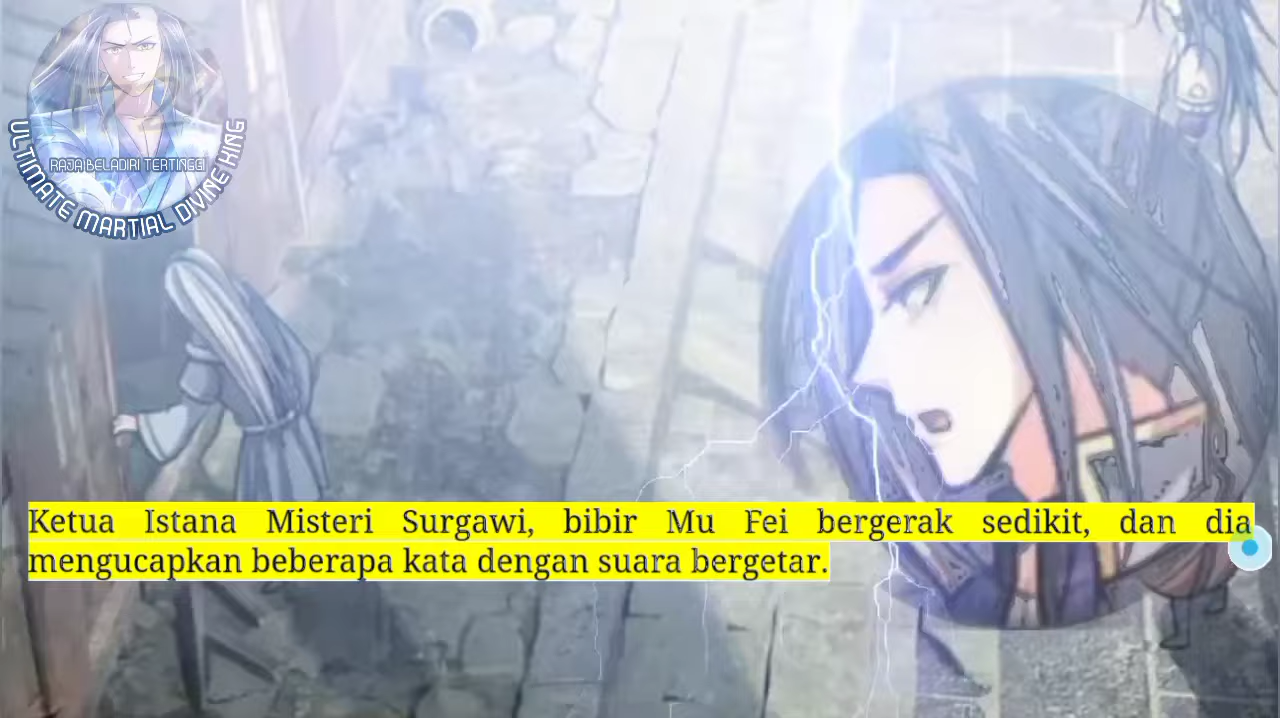 RAJA BELADIRI TERTINGGI
ULTIMATE MARTIAL DIVINE KING
Ketua Istana Misteri Surgawi, bibir Mu Fei bergerak sedikit, dan dia
mengucapkan beberapa kata dengan suara bergetar.